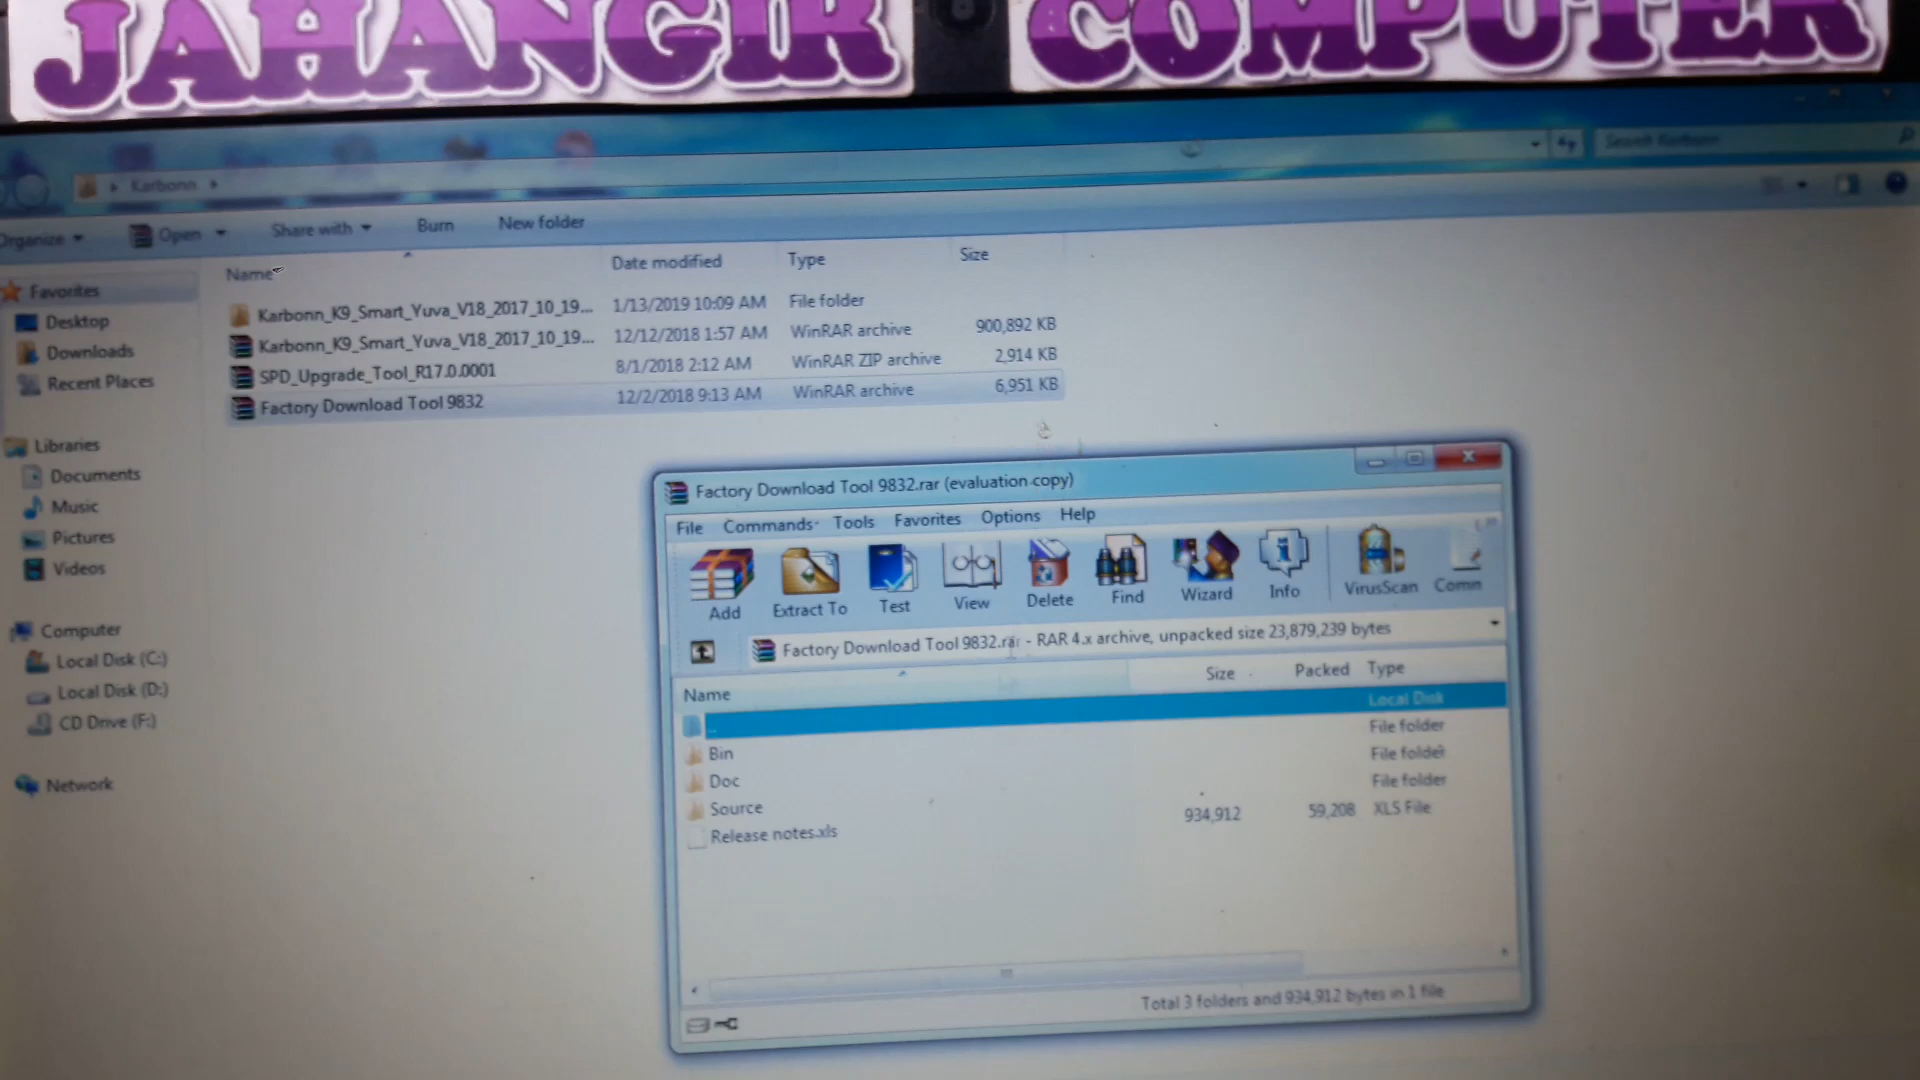 JAHANGIR COMPUTER
Karbonn
Search Karbonn
Organize Open Share with Burn New folder
Name Date modified Type Size
Karbonn_K9_Smart_Yuva_V18_2017_10_19... 1/13/2019 10:09 AM File folder
Karbonn_K9_Smart_Yuva_V18_2017_10_19... 12/12/2018 1:57 AM WinRAR archive 900,892 KB
SPD_Upgrade_Tool_R17.0.0001 8/1/2018 2:12 AM WinRAR ZIP archive 2,914 KB
Factory Download Tool 9832 12/2/2018 9:13 AM WinRAR archive 6,951 KB
Favorites
Desktop
Downloads
Recent Places
Libraries
Documents
Music
Pictures
Videos
Computer
Local Disk (C:)
Local Disk (D:)
CD Drive (F:)
Network
Factory Download Tool 9832.rar (evaluation copy)
File Commands Tools Favorites Options Help
Add Extract To Test View Delete Find Wizard Info VirusScan Comm
Factory Download Tool 9832.rar - RAR 4.x archive, unpacked size 23,879,239 bytes
Name Size Packed Type
.. Local Disk
Bin File folder
Doc File folder
Source File folder
Release notes.xls 934,912 59,208 XLS File
Total 3 folders and 934,912 bytes in 1 file